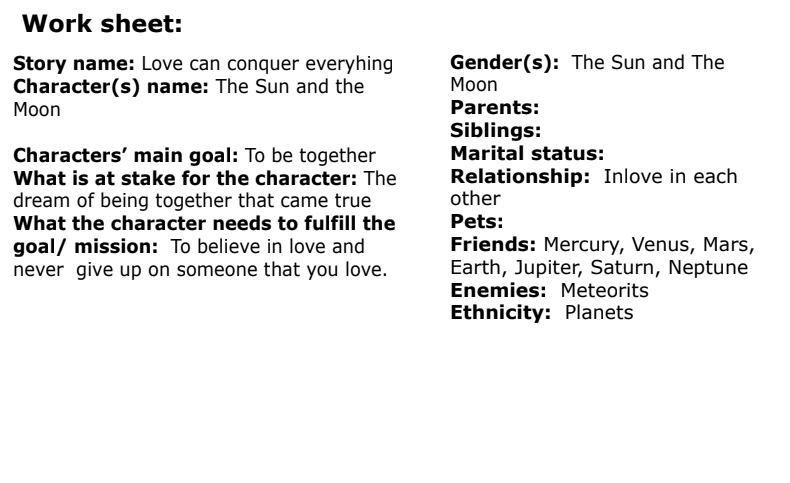 Work sheet:
Story name: Love can conquer everyhing
Character(s) name: The Sun and the
Moon
Characters’ main goal: To be together
What is at stake for the character: The
dream of being together that came true
What the character needs to fulfill the
goal/ mission:  To believe in love and
never  give up on someone that you love.
Gender(s):  The Sun and The
Moon
Parents:
Siblings:
Marital status:
Relationship:  Inlove in each
other
Pets:
Friends: Mercury, Venus, Mars,
Earth, Jupiter, Saturn, Neptune
Enemies:  Meteorits
Ethnicity:  Planets